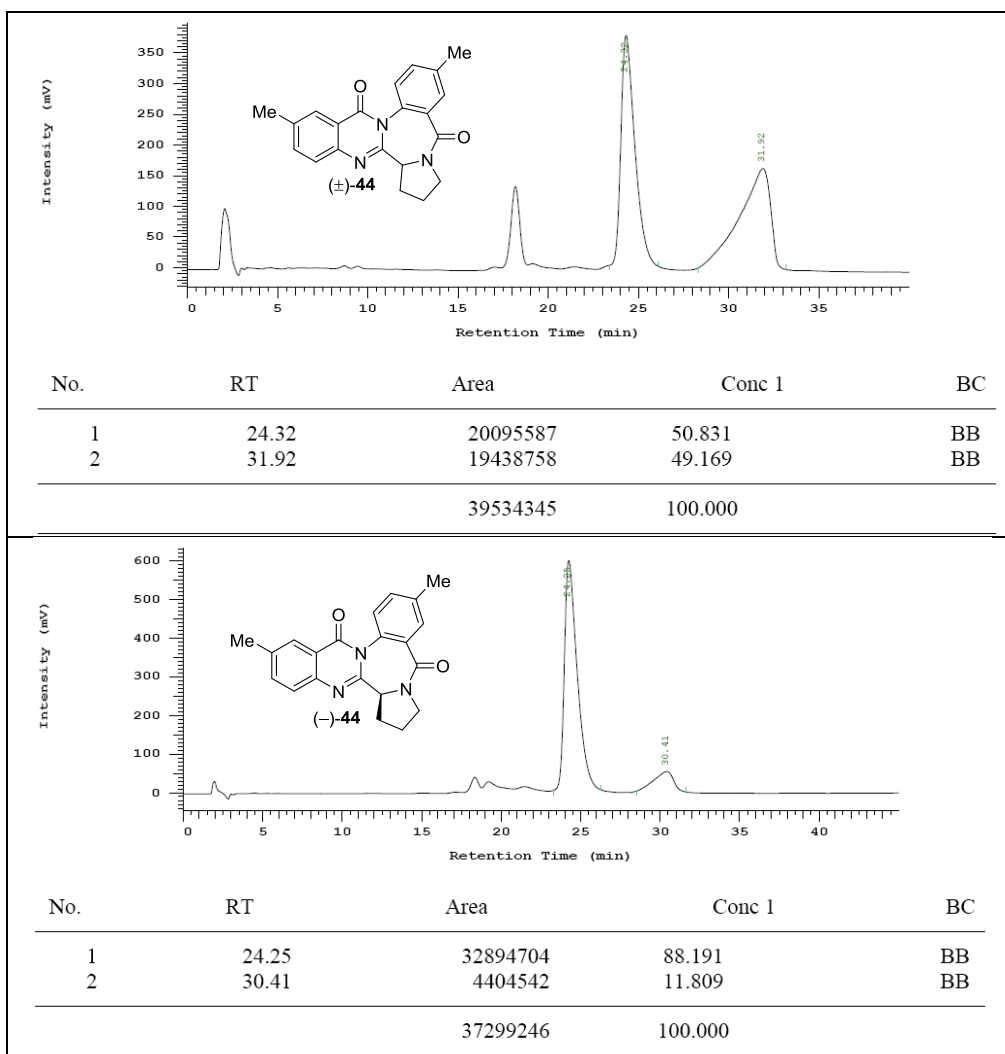 350
300
250
200
150
100
50
0
Intensity (mV)
24.32
31.92
Me
O
Me
N
O
N
N
(±)-44
0 5 10 15 20 25 30 35
Retention Time (min)
No. RT Area Conc 1 BC
1 24.32 20095587 50.831 BB
2 31.92 19438758 49.169 BB
39534345 100.000
600
500
400
300
200
100
0
Intensity (mV)
24.25
30.41
Me
O
Me
N
O
N
N
(–)-44
0 5 10 15 20 25 30 35 40
Retention Time (min)
No. RT Area Conc 1 BC
1 24.25 32894704 88.191 BB
2 30.41 4404542 11.809 BB
37299246 100.000